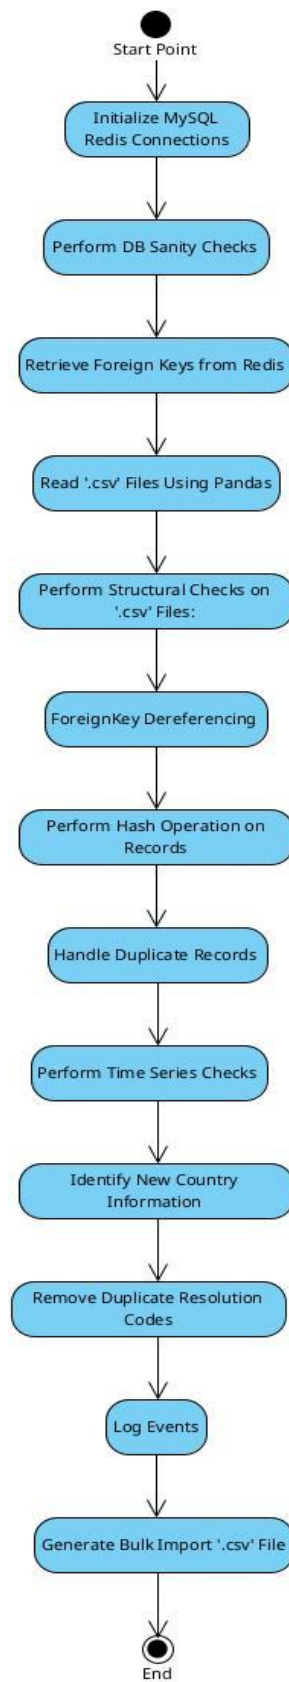 Start Point
Initialize MySQL
Redis Connections
Perform DB Sanity Checks
Retrieve Foreign Keys from Redis
Read '.csv' Files Using Pandas
Perform Structural Checks on
'.csv' Files:
ForeignKey Dereferencing
Perform Hash Operation on
Records
Handle Duplicate Records
Perform Time Series Checks
Identify New Country
Information
Remove Duplicate Resolution
Codes
Log Events
Generate Bulk Import '.csv' File
End